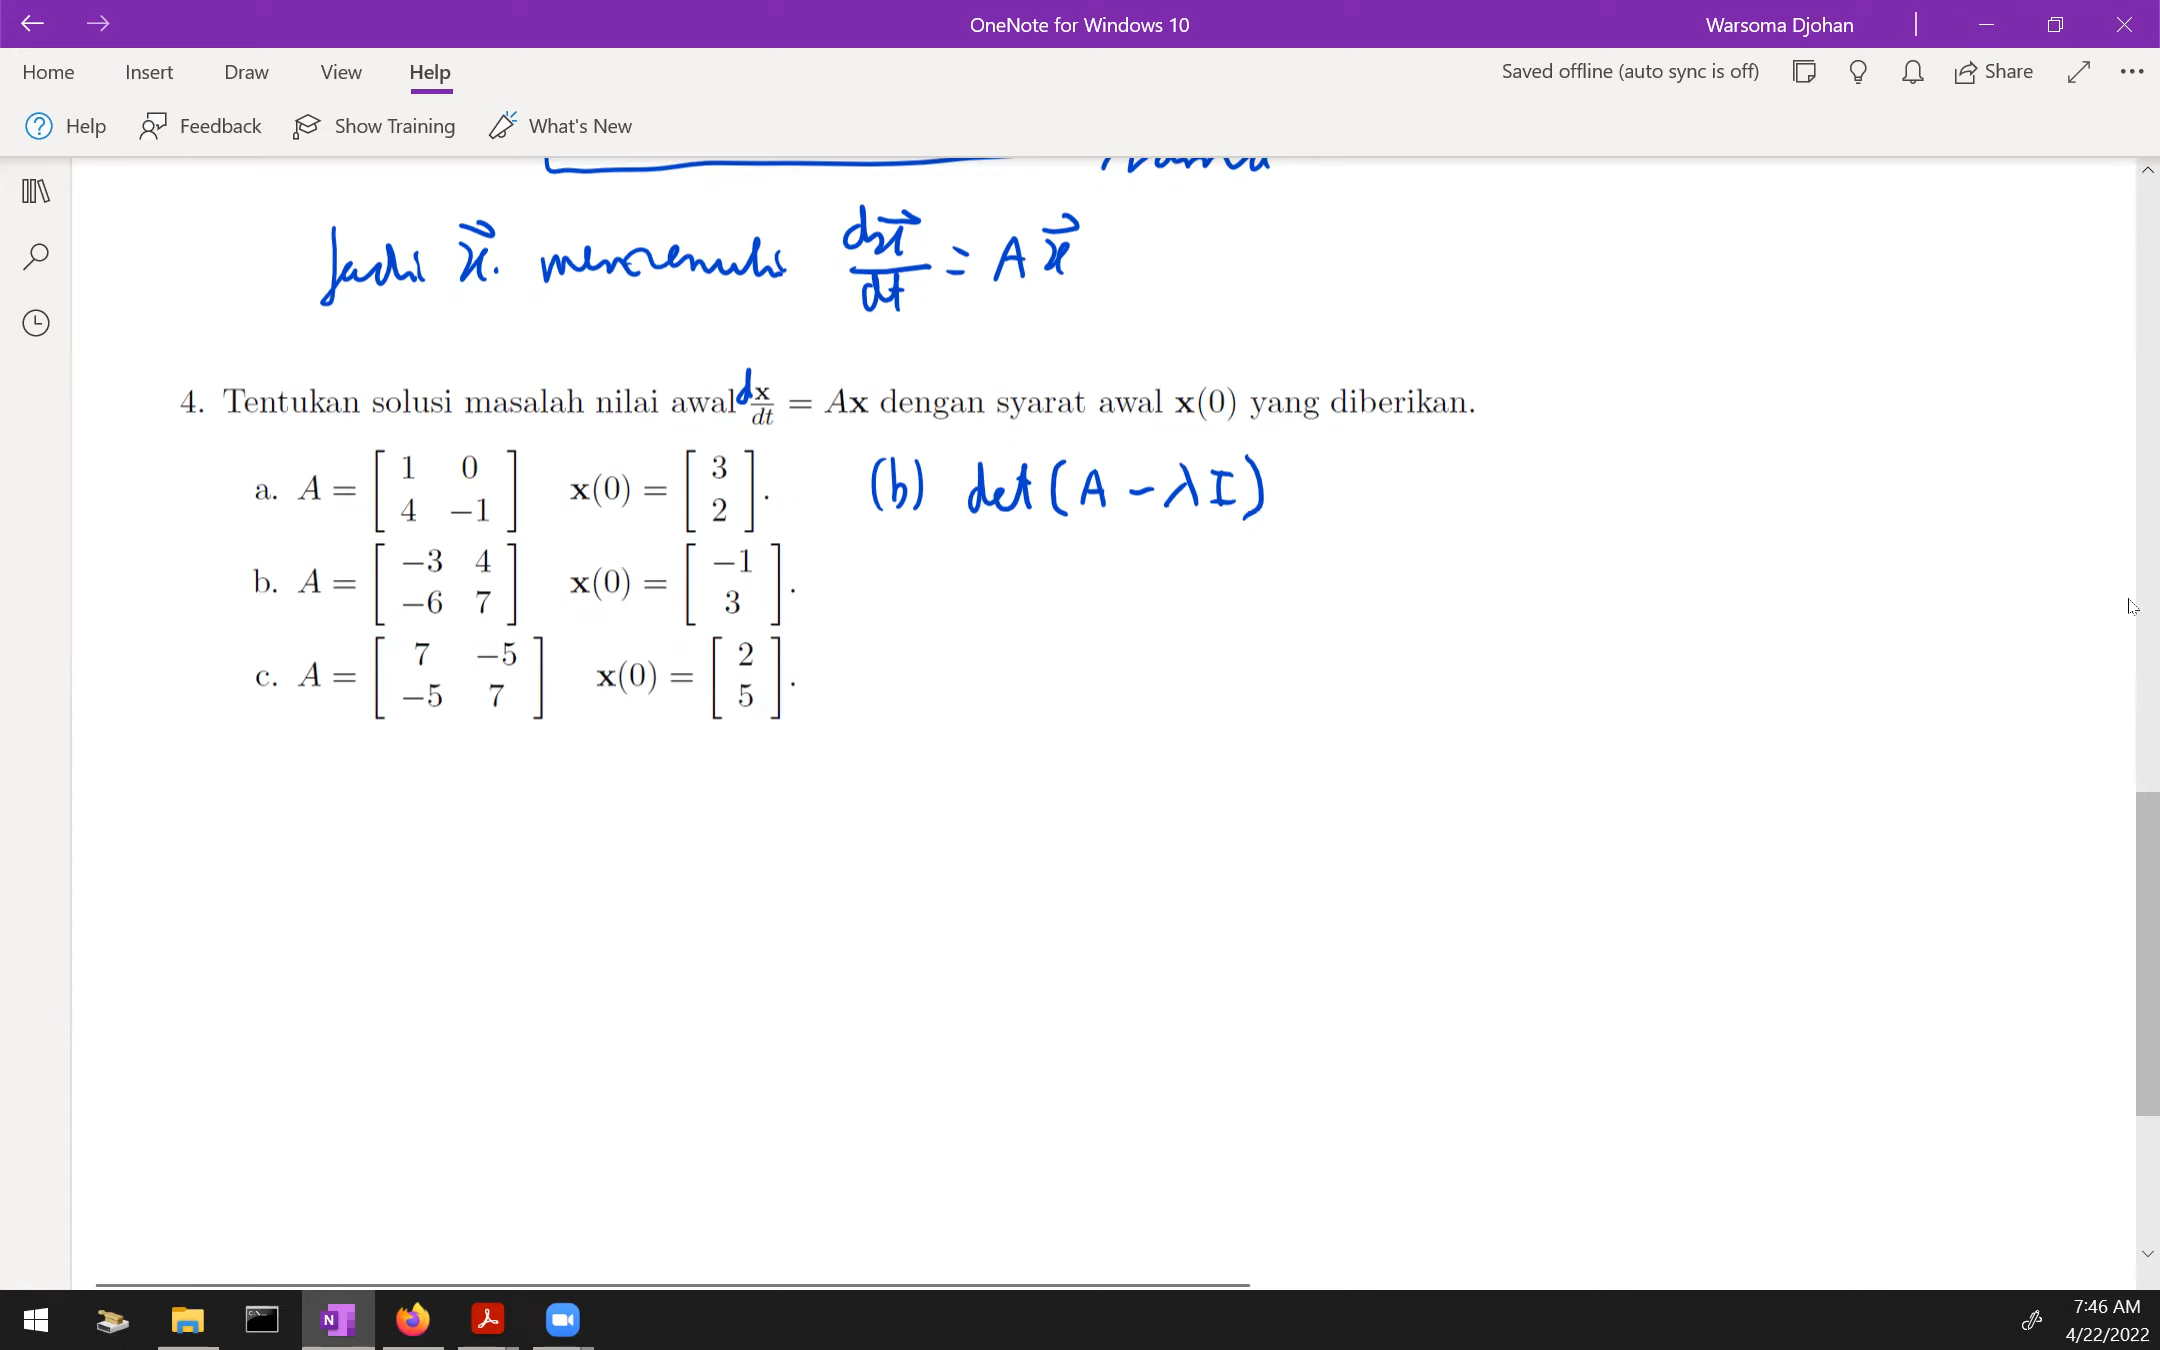 OneNote for Windows 10
Warsoma Djohan
Home Insert Draw View Help
Saved offline (auto sync is off) Share
Help Feedback Show Training What's New
Jadi x⃗. memenuhi dx⃗/dt = A x⃗
4. Tentukan solusi masalah nilai awal dx/dt = Ax dengan syarat awal x(0) yang diberikan.
a. A = [ 1 0 ; 4 −1 ] x(0) = [ 3 ; 2 ].
(b) det(A − λI)
b. A = [ −3 4 ; −6 7 ] x(0) = [ −1 ; 3 ].
c. A = [ 7 −5 ; −5 7 ] x(0) = [ 2 ; 5 ].
7:46 AM
4/22/2022